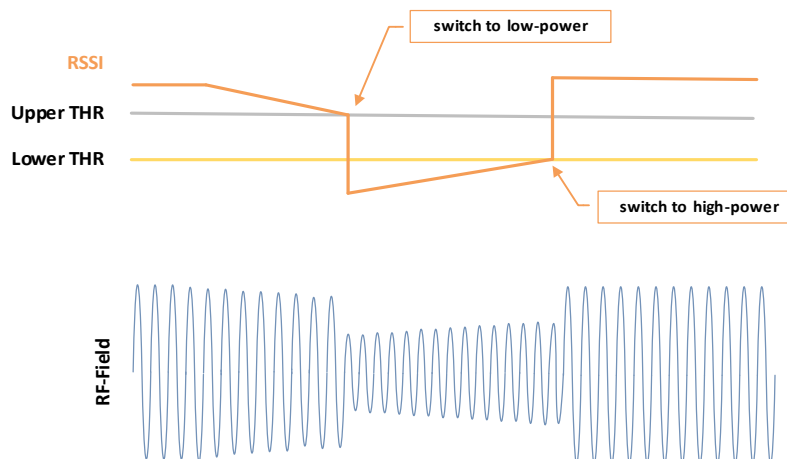 switch to low-power
RSSI
Upper THR
Lower THR
switch to high-power
RF-Field